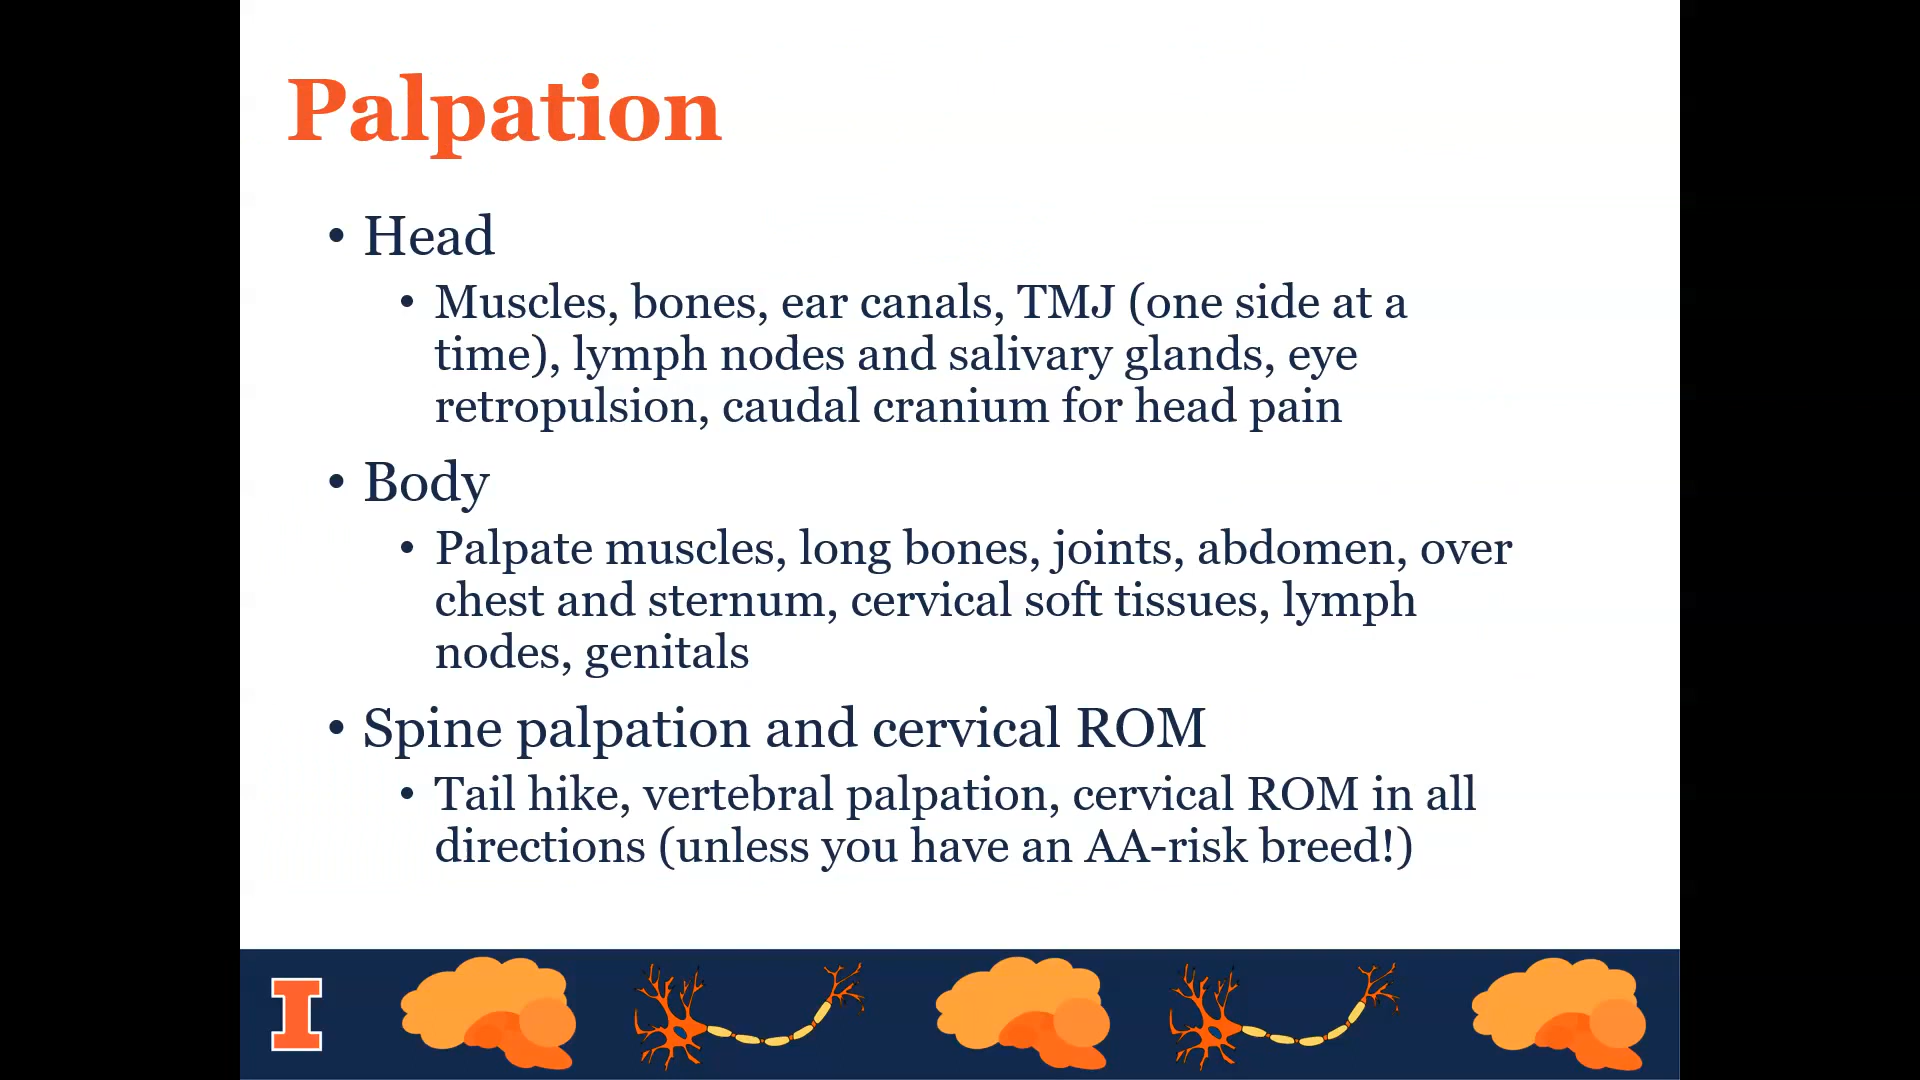 Palpation
• Head
• Muscles, bones, ear canals, TMJ (one side at a
time), lymph nodes and salivary glands, eye
retropulsion, caudal cranium for head pain
• Body
• Palpate muscles, long bones, joints, abdomen, over
chest and sternum, cervical soft tissues, lymph
nodes, genitals
• Spine palpation and cervical ROM
• Tail hike, vertebral palpation, cervical ROM in all
directions (unless you have an AA-risk breed!)
I